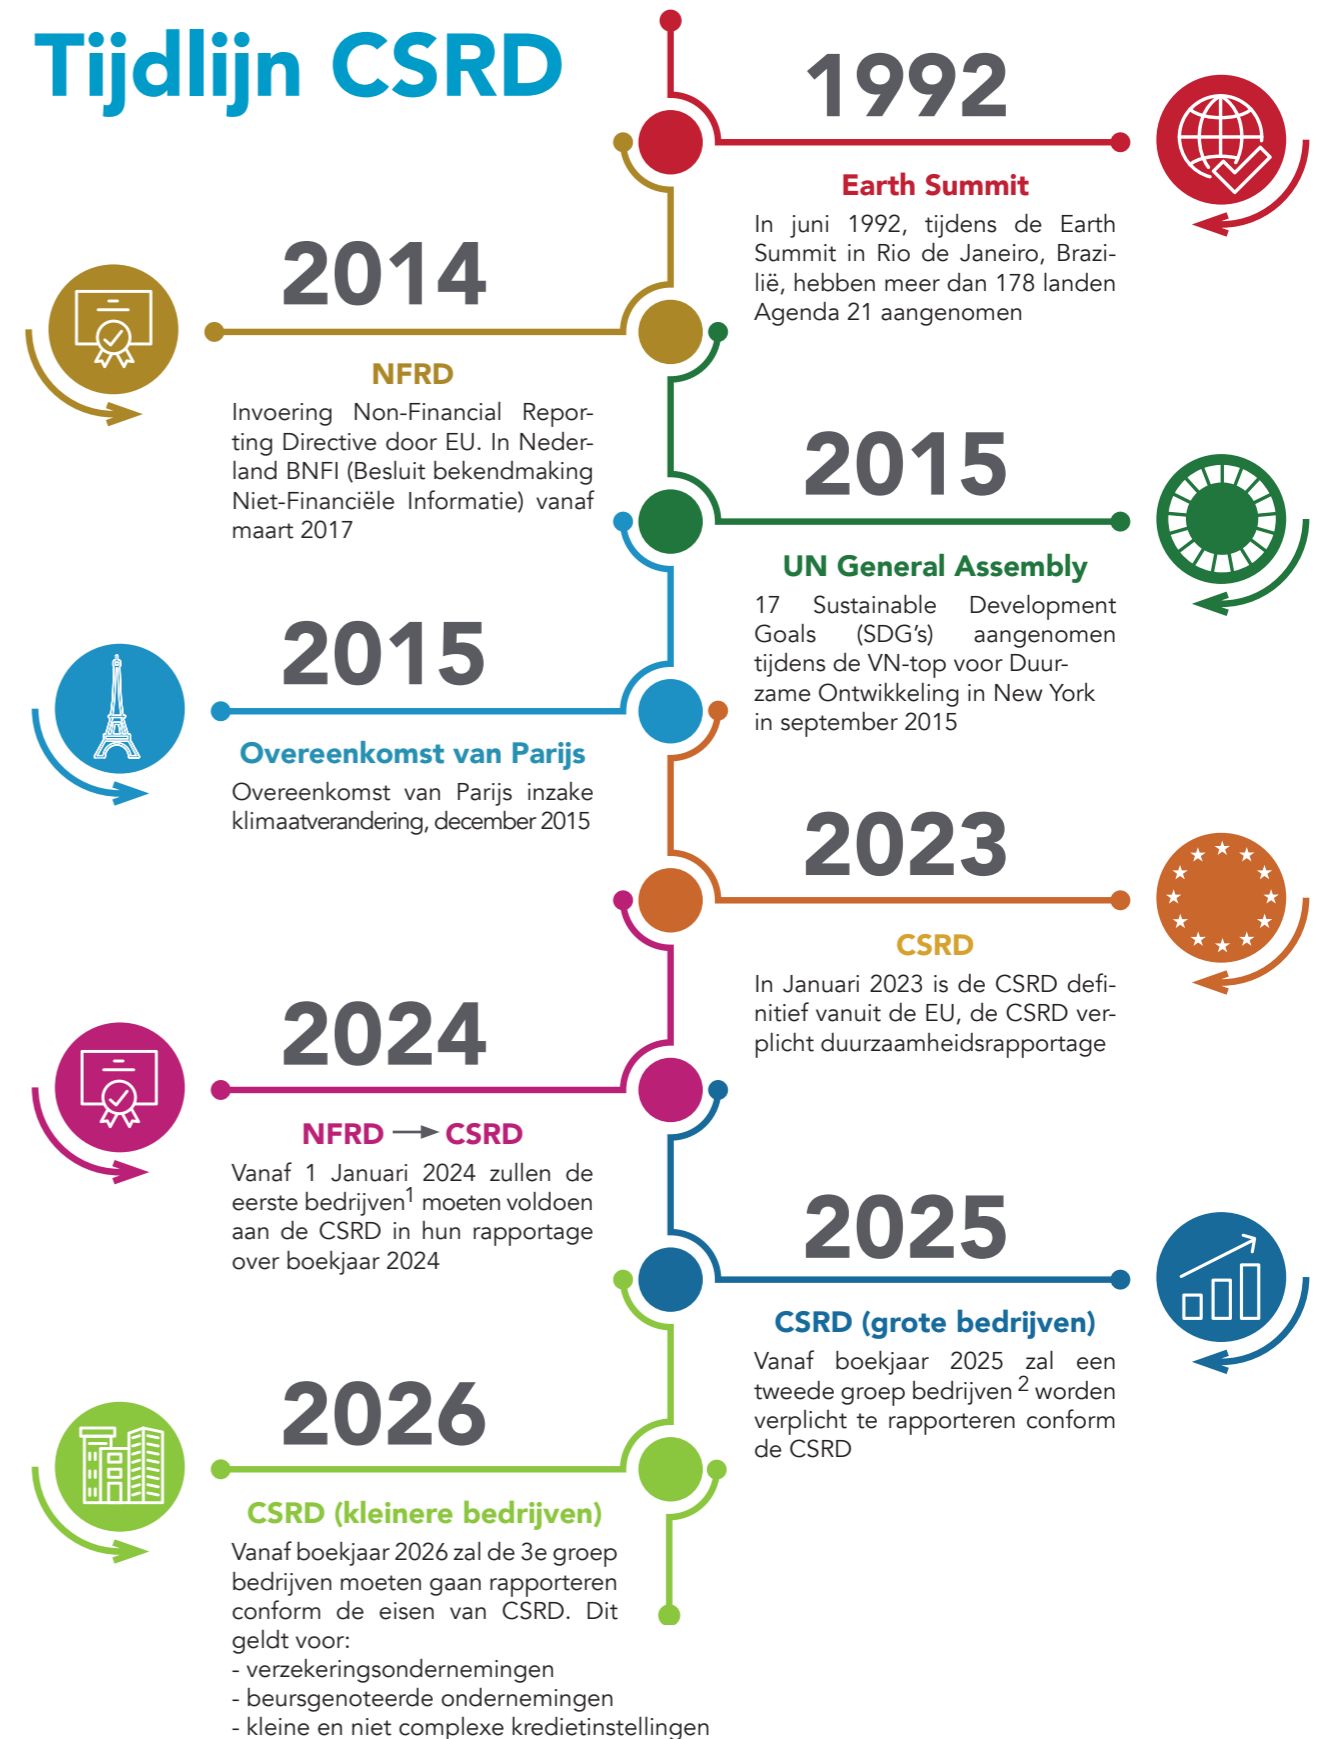 Tijdlijn CSRD
1992
Earth Summit
In juni 1992, tijdens de Earth
Summit in Rio de Janeiro, Brazi-
lië, hebben meer dan 178 landen
Agenda 21 aangenomen
2014
NFRD
Invoering Non-Financial Repor-
ting Directive door EU. In Neder-
land BNFI (Besluit bekendmaking
Niet-Financiële Informatie) vanaf
maart 2017
2015
UN General Assembly
17 Sustainable Development
Goals (SDG's) aangenomen
tijdens de VN-top voor Duur-
zame Ontwikkeling in New York
in september 2015
2015
Overeenkomst van Parijs
Overeenkomst van Parijs inzake
klimaatverandering, december 2015
2023
CSRD
In Januari 2023 is de CSRD defi-
nitief vanuit de EU, de CSRD ver-
plicht duurzaamheidsrapportage
2024
NFRD → CSRD
Vanaf 1 Januari 2024 zullen de
eerste bedrijven¹ moeten voldoen
aan de CSRD in hun rapportage
over boekjaar 2024
2025
CSRD (grote bedrijven)
Vanaf boekjaar 2025 zal een
tweede groep bedrijven ² worden
verplicht te rapporteren conform
de CSRD
2026
CSRD (kleinere bedrijven)
Vanaf boekjaar 2026 zal de 3e groep
bedrijven moeten gaan rapporteren
conform de eisen van CSRD. Dit
geldt voor:
- verzekeringsondernemingen
- beursgenoteerde ondernemingen
- kleine en niet complexe kredietinstellingen